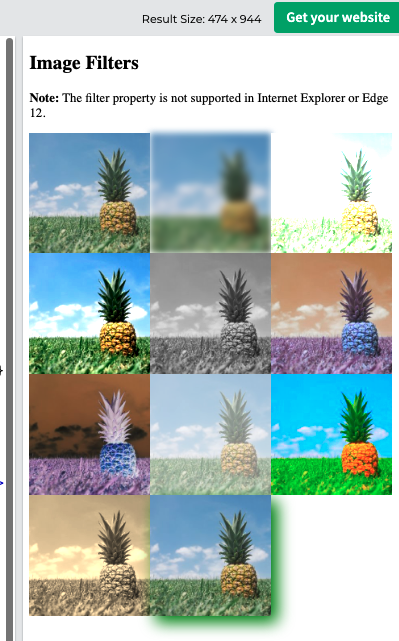 Result Size: 474 x 944
Get your website
Image Filters
Note: The filter property is not supported in Internet Explorer or Edge
12.